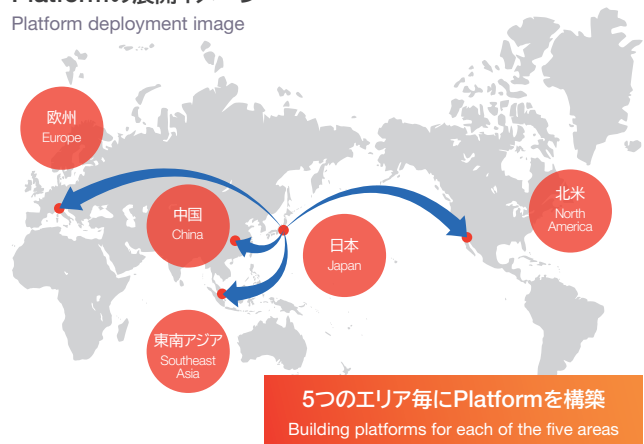 Platform deployment image
欧州
Europe
中国
China
日本
Japan
北米
North
America
東南アジア
Southeast
Asia
5つのエリア毎にPlatformを構築
Building platforms for each of the five areas